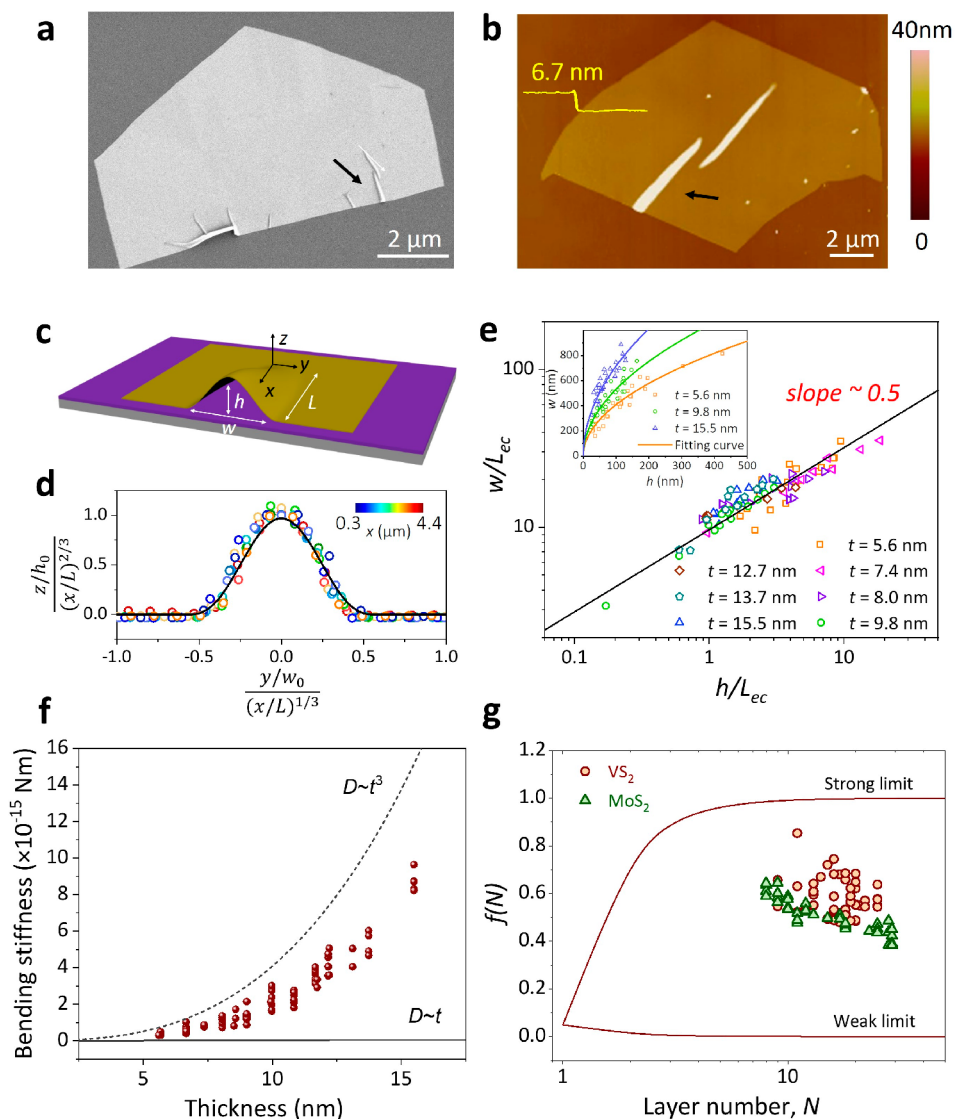 a
2 μm
b
6.7 nm
2 μm
40nm
0
c
z
y
x
h
w
L
d
z/h₀
(x/L)^{2/3}
1.0
0.5
0.0
0.3 x (μm) 4.4
-1.0 -0.5 0.0 0.5 1.0
y/w₀
(x/L)^{1/3}
e
w/L_{ec}
100
10
0.1 1 10
h/L_{ec}
slope ~ 0.5
w (nm)
800
600
400
200
0
0 100 200 300 400 500
h (nm)
t = 5.6 nm
t = 9.8 nm
t = 15.5 nm
Fitting curve
t = 5.6 nm
t = 12.7 nm
t = 7.4 nm
t = 13.7 nm
t = 8.0 nm
t = 15.5 nm
t = 9.8 nm
f
Bending stiffness (×10⁻¹⁵ Nm)
16
14
12
10
8
6
4
2
0
5 10 15
Thickness (nm)
D~t³
D~t
g
f(N)
1.2
1.0
0.8
0.6
0.4
0.2
0.0
1 10
Layer number, N
VS₂
MoS₂
Strong limit
Weak limit